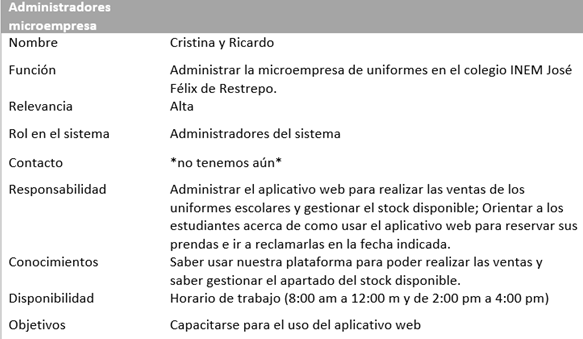 Administradores
microempresa
Nombre Cristina y Ricardo
Función Administrar la microempresa de uniformes en el colegio INEM José
Félix de Restrepo.
Relevancia Alta
Rol en el sistema Administradores del sistema
Contacto *no tenemos aún*
Responsabilidad Administrar el aplicativo web para realizar las ventas de los
uniformes escolares y gestionar el stock disponible; Orientar a los
estudiantes acerca de como usar el aplicativo web para reservar sus
prendas e ir a reclamarlas en la fecha indicada.
Conocimientos Saber usar nuestra plataforma para poder realizar las ventas y
saber gestionar el apartado del stock disponible.
Disponibilidad Horario de trabajo (8:00 am a 12:00 m y de 2:00 pm a 4:00 pm)
Objetivos Capacitarse para el uso del aplicativo web